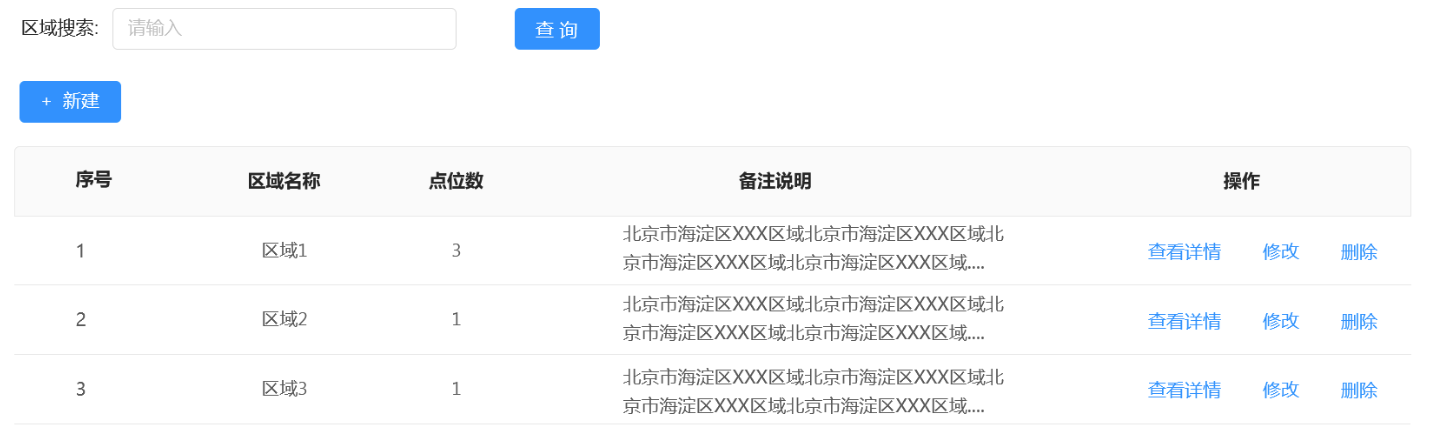 区域搜索: 请输入 查 询
+ 新建
序号 区域名称 点位数 备注说明 操作
1 区域1 3 北京市海淀区XXX区域北京市海淀区XXX区域北 查看详情 修改 删除
京市海淀区XXX区域北京市海淀区XXX区域....
2 区域2 1 北京市海淀区XXX区域北京市海淀区XXX区域北 查看详情 修改 删除
京市海淀区XXX区域北京市海淀区XXX区域....
3 区域3 1 北京市海淀区XXX区域北京市海淀区XXX区域北 查看详情 修改 删除
京市海淀区XXX区域北京市海淀区XXX区域....